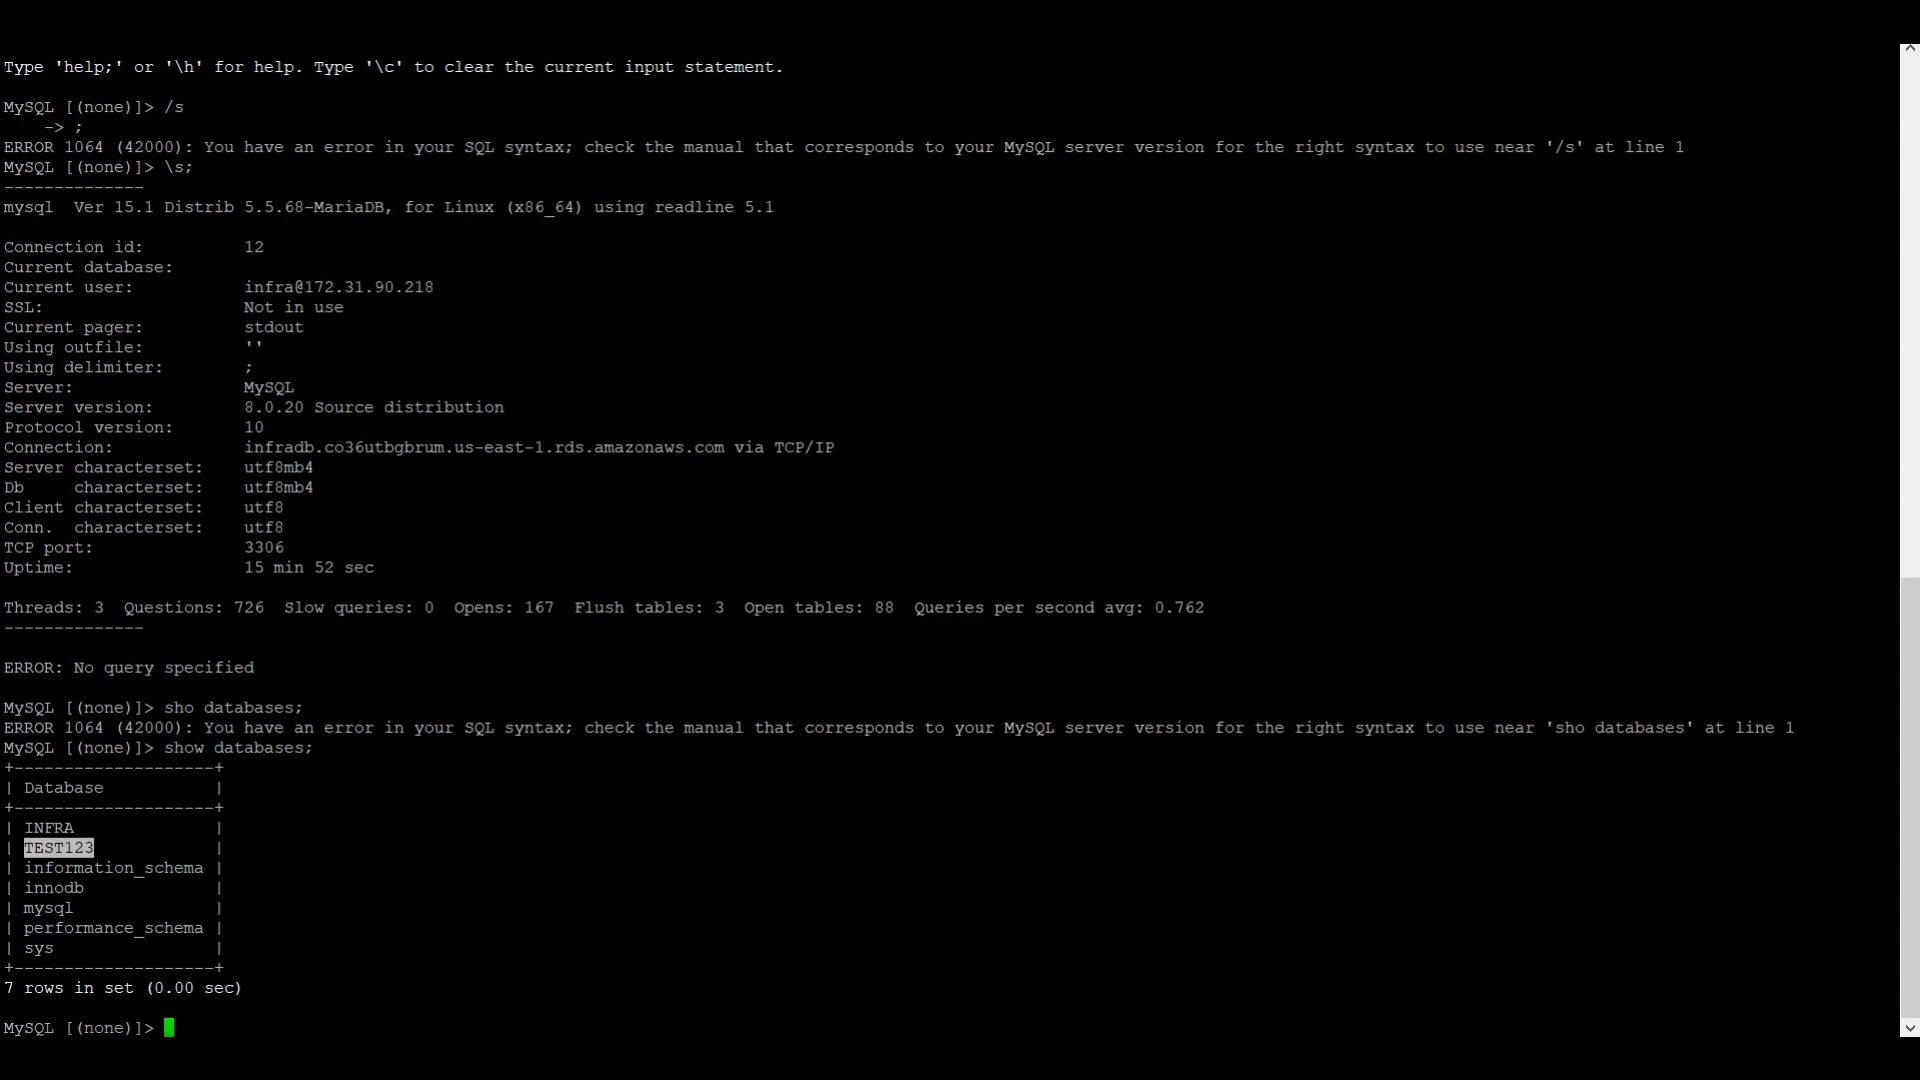 Type 'help;' or '\h' for help. Type '\c' to clear the current input statement.
MySQL [(none)]> /s
    -> ;
ERROR 1064 (42000): You have an error in your SQL syntax; check the manual that corresponds to your MySQL server version for the right syntax to use near '/s' at line 1
MySQL [(none)]> \s;
--------------
mysql  Ver 15.1 Distrib 5.5.68-MariaDB, for Linux (x86_64) using readline 5.1
Connection id:          12
Current database:
Current user:           infra@172.31.90.218
SSL:                    Not in use
Current pager:          stdout
Using outfile:          ''
Using delimiter:        ;
Server:                 MySQL
Server version:         8.0.20 Source distribution
Protocol version:       10
Connection:             infradb.co36utbgbrum.us-east-1.rds.amazonaws.com via TCP/IP
Server characterset:    utf8mb4
Db     characterset:    utf8mb4
Client characterset:    utf8
Conn.  characterset:    utf8
TCP port:               3306
Uptime:                 15 min 52 sec
Threads: 3  Questions: 726  Slow queries: 0  Opens: 167  Flush tables: 3  Open tables: 88  Queries per second avg: 0.762
--------------
ERROR: No query specified
MySQL [(none)]> sho databases;
ERROR 1064 (42000): You have an error in your SQL syntax; check the manual that corresponds to your MySQL server version for the right syntax to use near 'sho databases' at line 1
MySQL [(none)]> show databases;
+--------------------+
| Database           |
+--------------------+
| INFRA              |
| TEST123            |
| information_schema |
| innodb             |
| mysql              |
| performance_schema |
| sys                |
+--------------------+
7 rows in set (0.00 sec)
MySQL [(none)]>